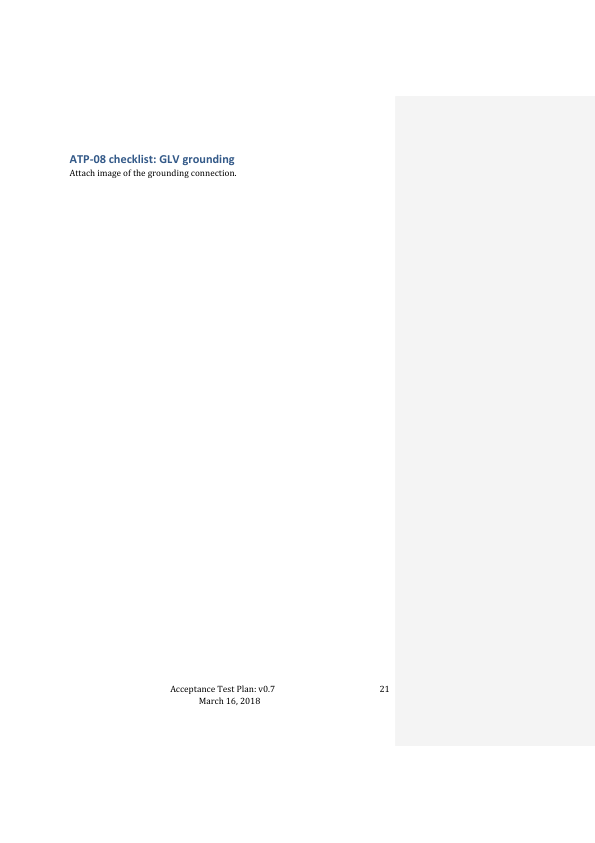 ATP-08 checklist: GLV grounding
Attach image of the grounding connection.
Acceptance Test Plan: v0.7 21
March 16, 2018